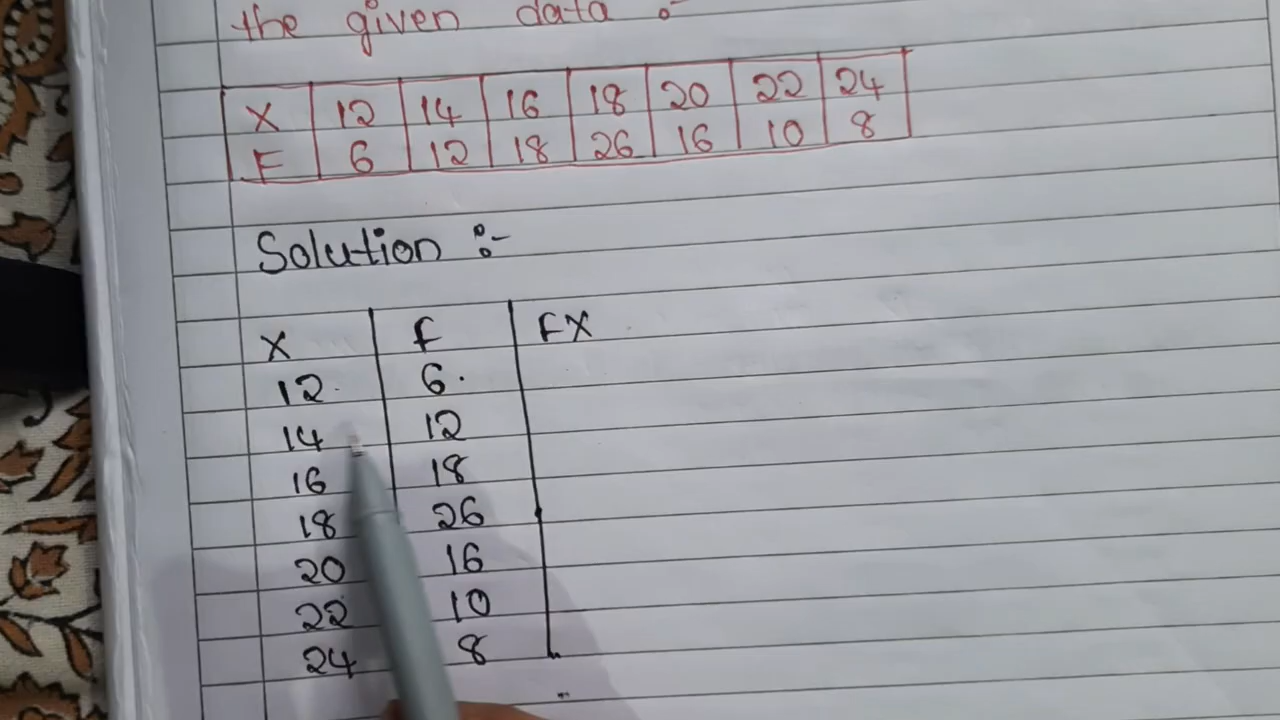 the given data :-
X 12 14 16 18 20 22 24
F 6 12 18 26 16 10 8
Solution :-
X F FX
12. 6.
14 12
16 18
18 26
20 16
22 10
24 8